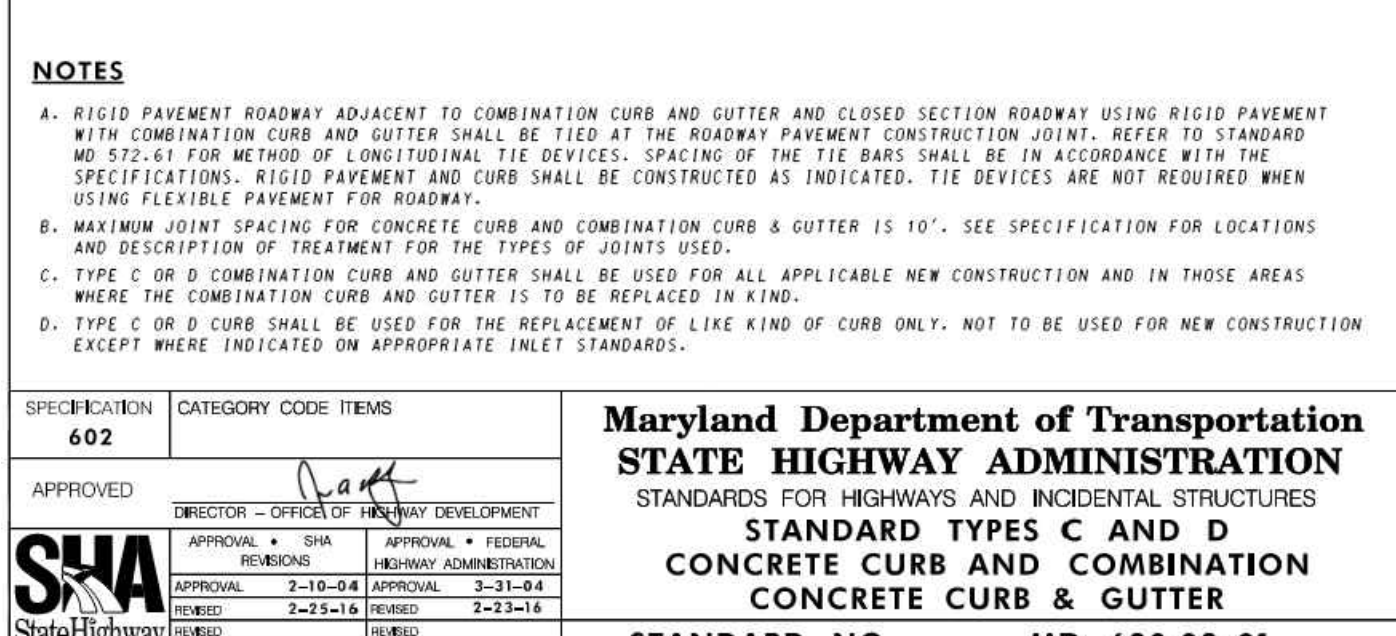 NOTES
A. RIGID PAVEMENT ROADWAY ADJACENT TO COMBINATION CURB AND GUTTER AND CLOSED SECTION ROADWAY USING RIGID PAVEMENT
WITH COMBINATION CURB AND GUTTER SHALL BE TIED AT THE ROADWAY PAVEMENT CONSTRUCTION JOINT. REFER TO STANDARD
MD 572.61 FOR METHOD OF LONGITUDINAL TIE DEVICES. SPACING OF THE TIE BARS SHALL BE IN ACCORDANCE WITH THE
SPECIFICATIONS. RIGID PAVEMENT AND CURB SHALL BE CONSTRUCTED AS INDICATED. TIE DEVICES ARE NOT REQUIRED WHEN
USING FLEXIBLE PAVEMENT FOR ROADWAY.
B. MAXIMUM JOINT SPACING FOR CONCRETE CURB AND COMBINATION CURB & GUTTER IS 10'. SEE SPECIFICATION FOR LOCATIONS
AND DESCRIPTION OF TREATMENT FOR THE TYPES OF JOINTS USED.
C. TYPE C OR D COMBINATION CURB AND GUTTER SHALL BE USED FOR ALL APPLICABLE NEW CONSTRUCTION AND IN THOSE AREAS
WHERE THE COMBINATION CURB AND GUTTER IS TO BE REPLACED IN KIND.
D. TYPE C OR D CURB SHALL BE USED FOR THE REPLACEMENT OF LIKE KIND OF CURB ONLY. NOT TO BE USED FOR NEW CONSTRUCTION
EXCEPT WHERE INDICATED ON APPROPRIATE INLET STANDARDS.
SPECIFICATION
602
CATEGORY CODE ITEMS
APPROVED
DIRECTOR - OFFICE OF HIGHWAY DEVELOPMENT
SHA
StateHighway
APPROVAL • SHA
REVISIONS
APPROVAL • FEDERAL
HIGHWAY ADMINISTRATION
APPROVAL 2-10-04 APPROVAL 3-31-04
REVISED 2-25-16 REVISED 2-23-16
REVISED REVISED
Maryland Department of Transportation
STATE HIGHWAY ADMINISTRATION
STANDARDS FOR HIGHWAYS AND INCIDENTAL STRUCTURES
STANDARD TYPES C AND D
CONCRETE CURB AND COMBINATION
CONCRETE CURB & GUTTER
STANDARD NO